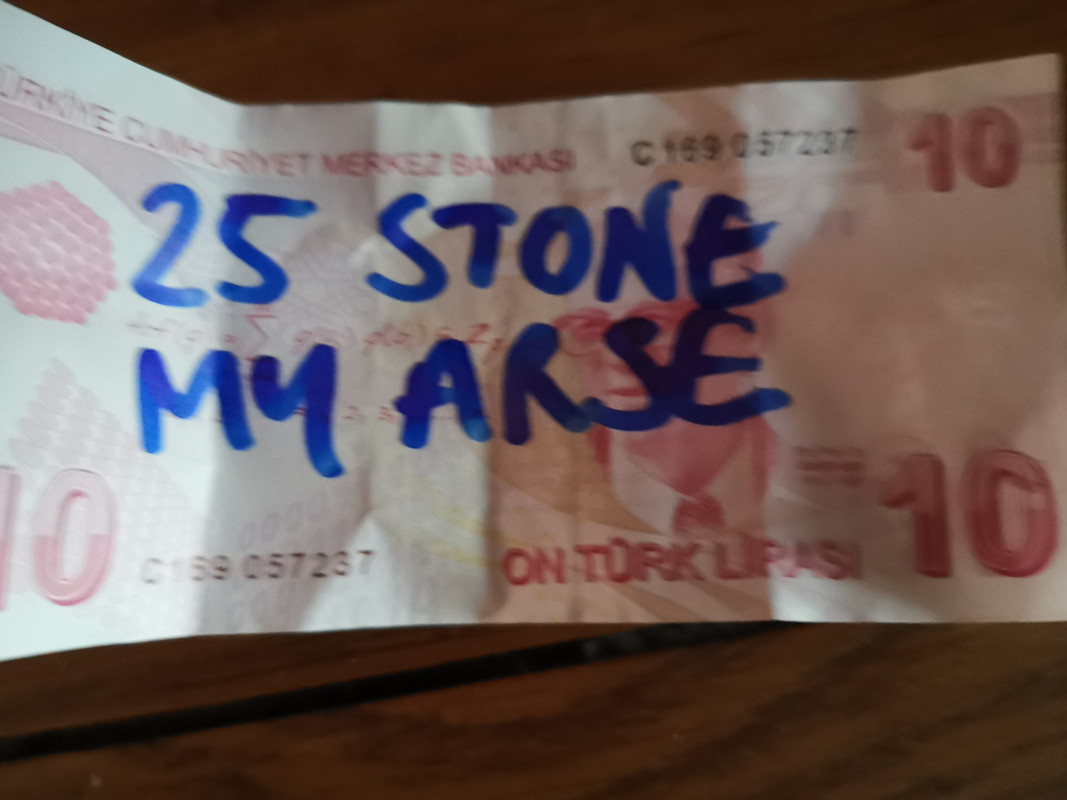 TÜRKİYE CUMHURİYET MERKEZ BANKASI
C169 057237
10
25 STONE
MY ARSE
10
C169 057237
ON TÜRK LİRASI
10